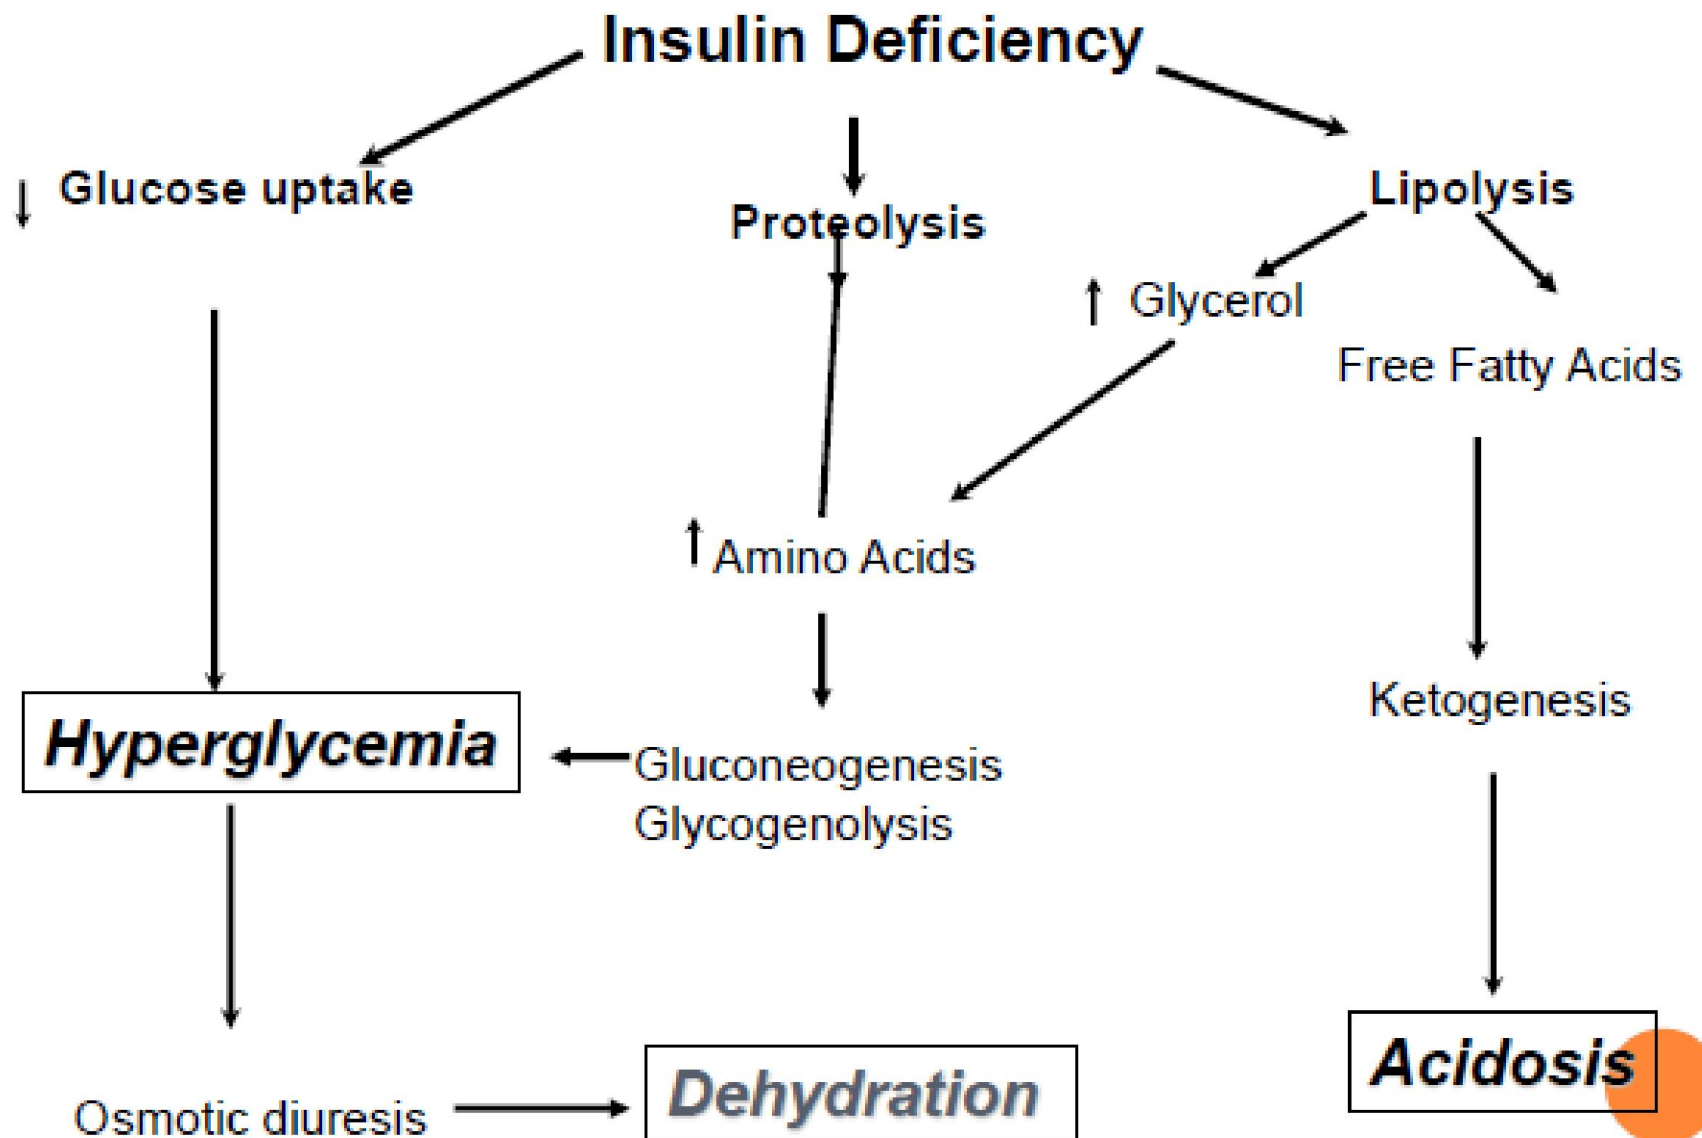 Insulin Deficiency
↓ Glucose uptake
Proteolysis
Lipolysis
↑ Glycerol
Free Fatty Acids
↑ Amino Acids
Ketogenesis
Hyperglycemia
Gluconeogenesis
Glycogenolysis
Acidosis
Osmotic diuresis
Dehydration